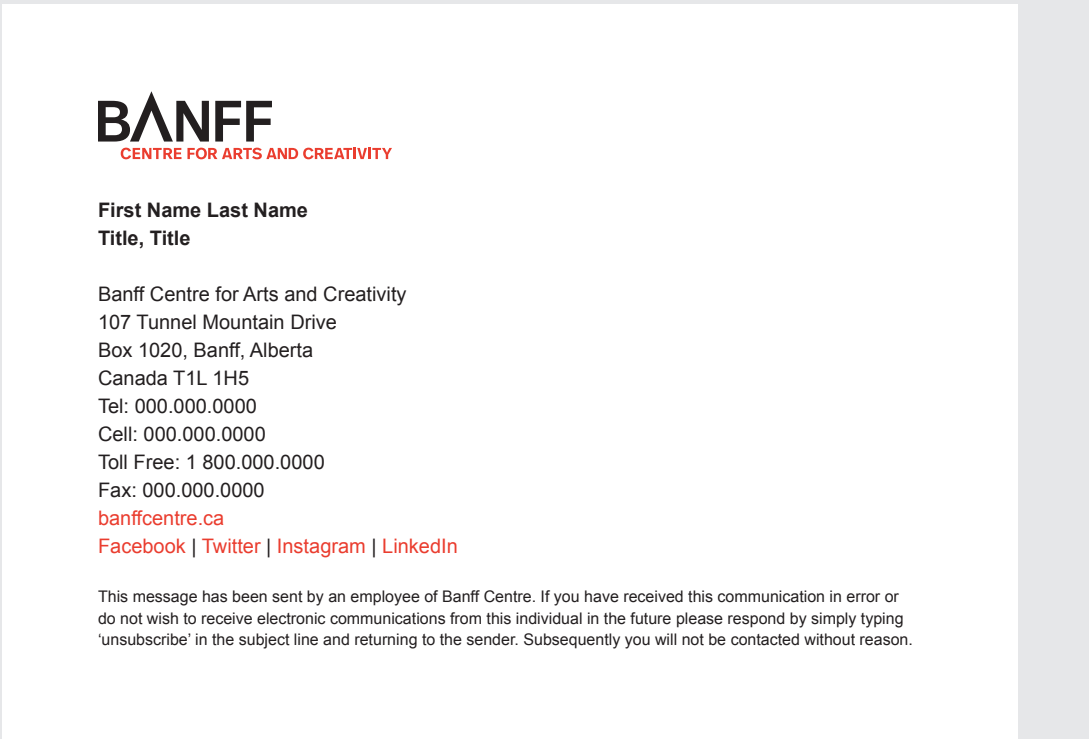 BANFF
CENTRE FOR ARTS AND CREATIVITY
First Name Last Name
Title, Title
Banff Centre for Arts and Creativity
107 Tunnel Mountain Drive
Box 1020, Banff, Alberta
Canada T1L 1H5
Tel: 000.000.0000
Cell: 000.000.0000
Toll Free: 1 800.000.0000
Fax: 000.000.0000
banffcentre.ca
Facebook | Twitter | Instagram | LinkedIn
This message has been sent by an employee of Banff Centre. If you have received this communication in error or
do not wish to receive electronic communications from this individual in the future please respond by simply typing
‘unsubscribe’ in the subject line and returning to the sender. Subsequently you will not be contacted without reason.